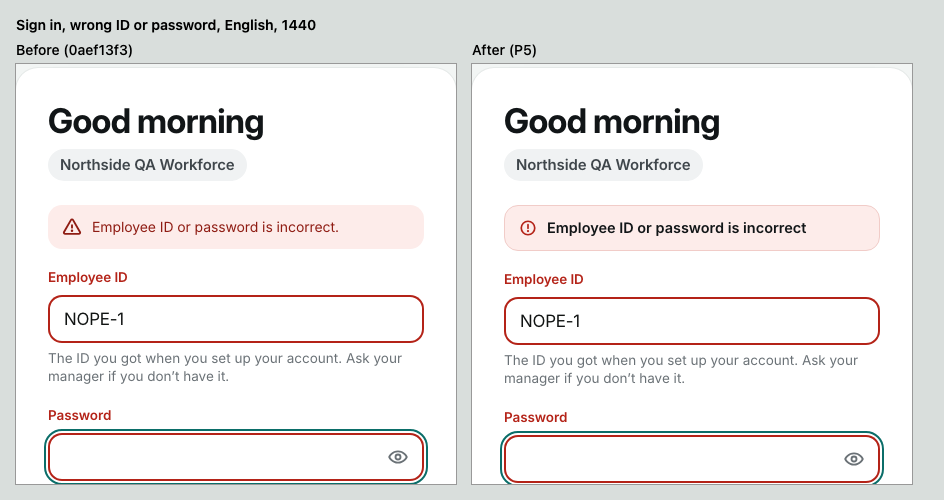 Sign in, wrong ID or password, English, 1440
Before (0aef13f3)
Good morning
Northside QA Workforce
Employee ID or password is incorrect.
Employee ID
NOPE-1
The ID you got when you set up your account. Ask your
manager if you don’t have it.
Password
After (P5)
Good morning
Northside QA Workforce
Employee ID or password is incorrect
Employee ID
NOPE-1
The ID you got when you set up your account. Ask your
manager if you don’t have it.
Password